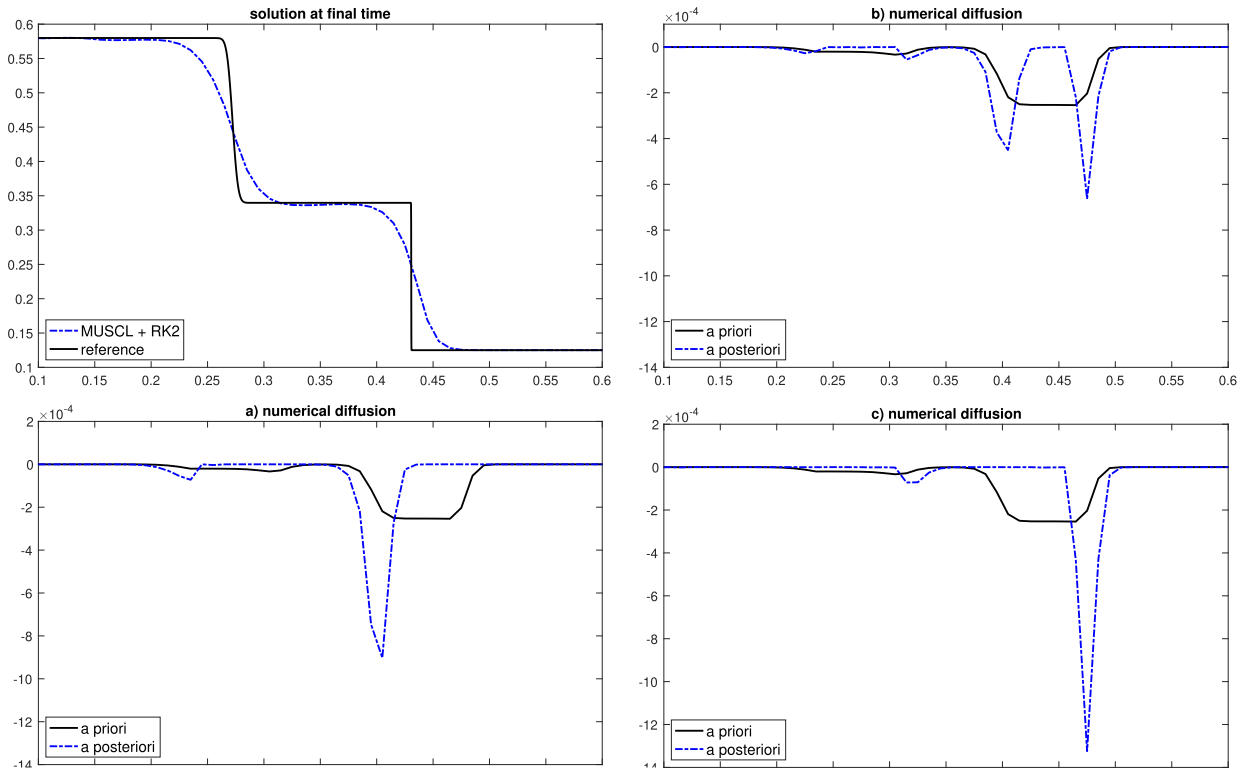 solution at final time
0.6
0.55
0.5
0.45
0.4
0.35
0.3
0.25
0.2
0.15
0.1
MUSCL + RK2
reference
0.1 0.15 0.2 0.25 0.3 0.35 0.4 0.45 0.5 0.55 0.6
b) numerical diffusion
×10⁻⁴
0
-2
-4
-6
-8
-10
-12
-14
a priori
a posteriori
0.1 0.15 0.2 0.25 0.3 0.35 0.4 0.45 0.5 0.55 0.6
a) numerical diffusion
×10⁻⁴
2
0
-2
-4
-6
-8
-10
-12
-14
a priori
a posteriori
c) numerical diffusion
×10⁻⁴
2
0
-2
-4
-6
-8
-10
-12
14
a priori
a posteriori